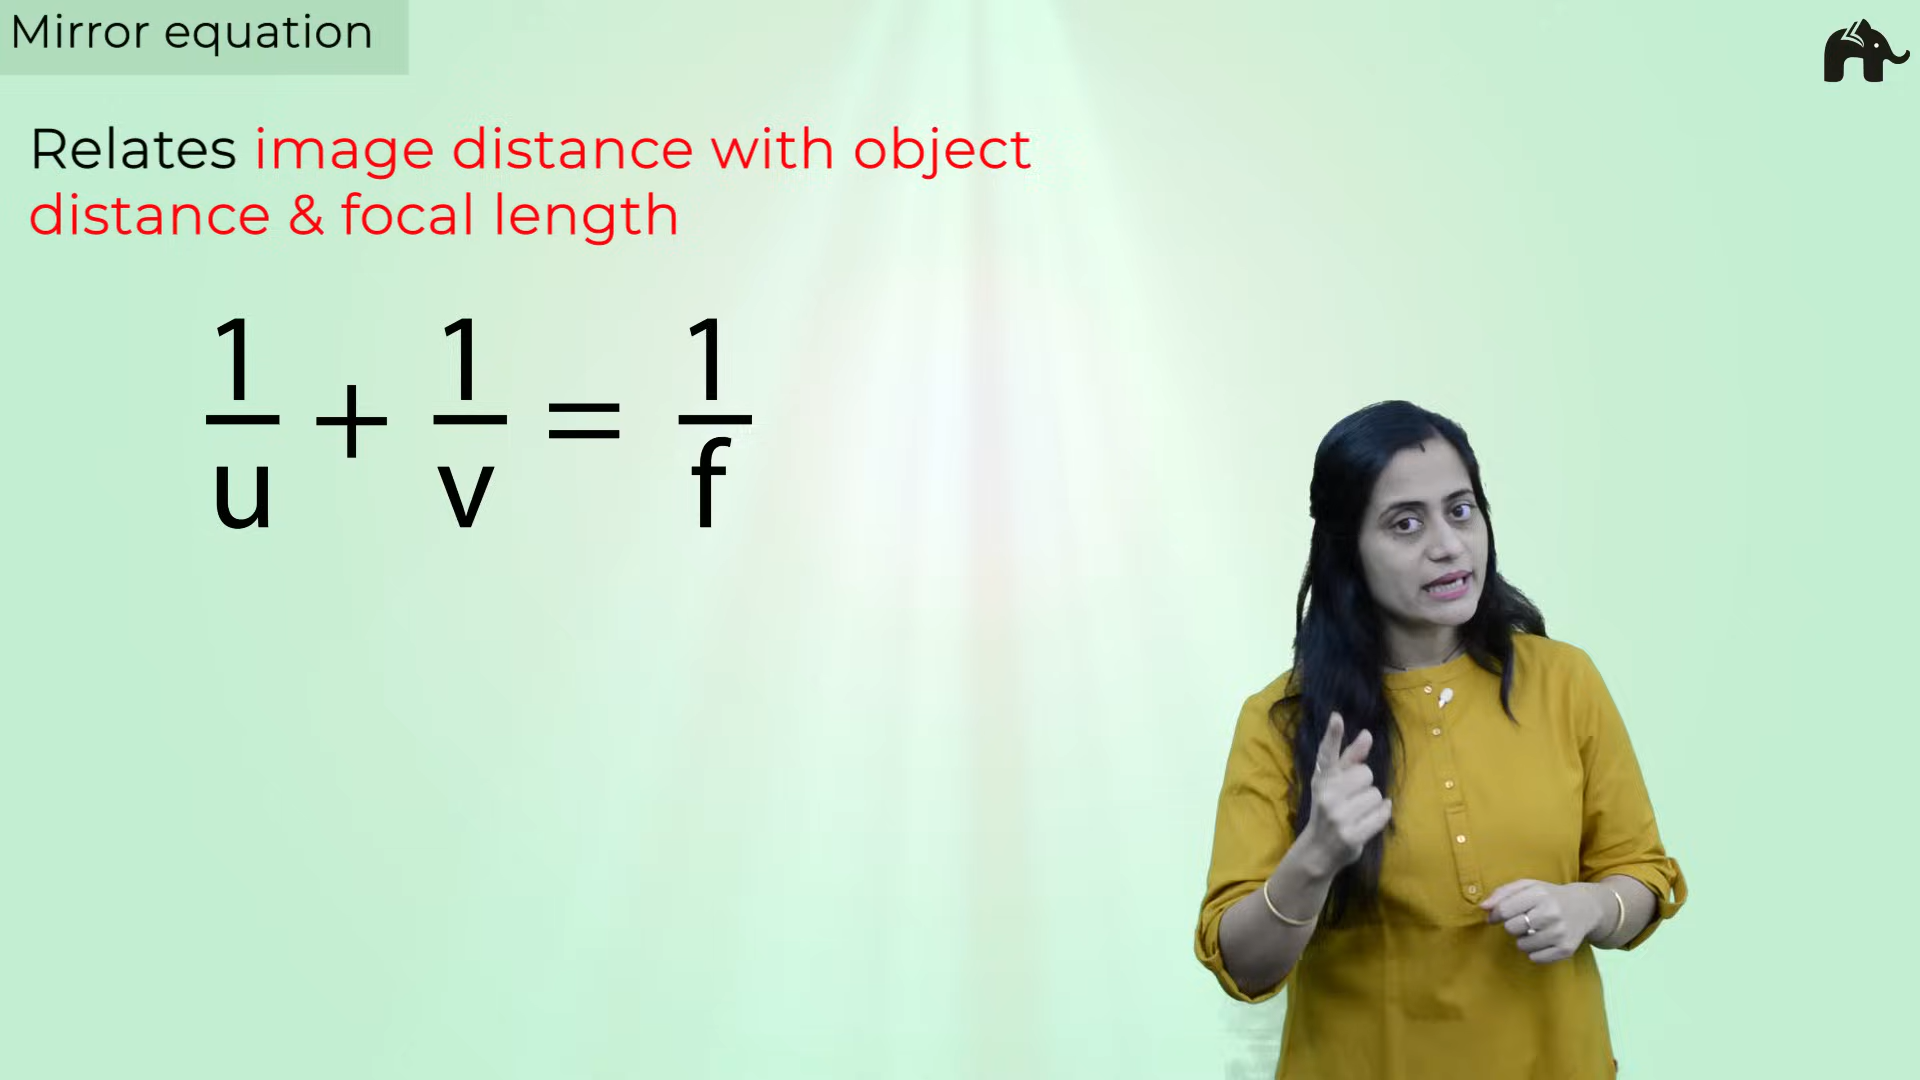 Mirror equation
Relates image distance with object
distance & focal length
1/u + 1/v = 1/f